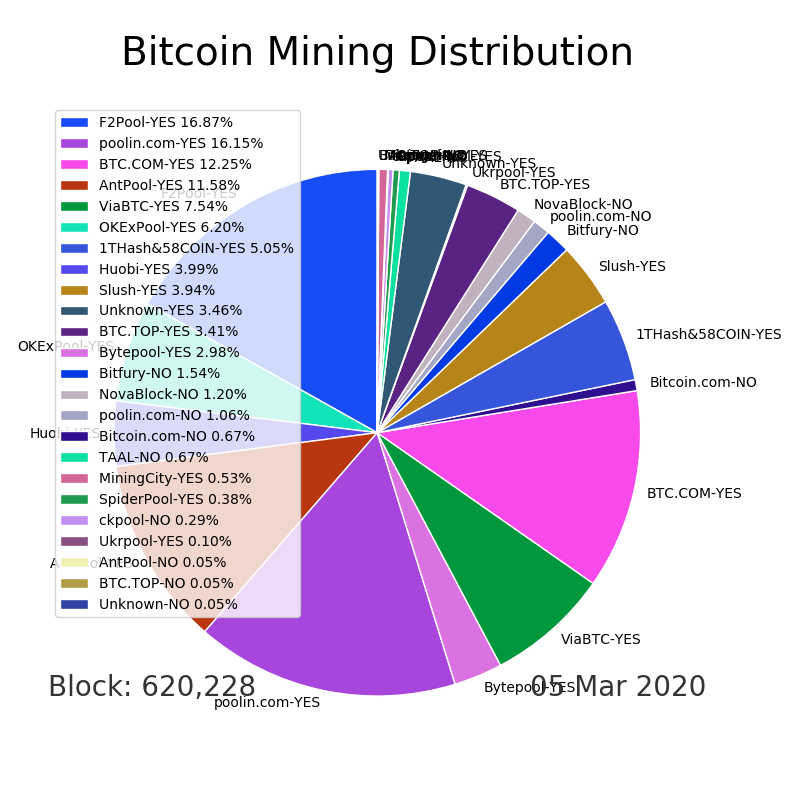 Bitcoin Mining Distribution
F2Pool-YES 16.87%
poolin.com-YES 16.15%
BTC.COM-YES 12.25%
AntPool-YES 11.58%
ViaBTC-YES 7.54%
OKExPool-YES 6.20%
1THash&58COIN-YES 5.05%
Huobi-YES 3.99%
Slush-YES 3.94%
Unknown-YES 3.46%
BTC.TOP-YES 3.41%
Bytepool-YES 2.98%
Bitfury-NO 1.54%
NovaBlock-NO 1.20%
poolin.com-NO 1.06%
Bitcoin.com-NO 0.67%
TAAL-NO 0.67%
MiningCity-YES 0.53%
SpiderPool-YES 0.38%
ckpool-NO 0.29%
Ukrpool-YES 0.10%
AntPool-NO 0.05%
BTC.TOP-NO 0.05%
Unknown-NO 0.05%
Unknown-YES
Ukrpool-YES
BTC.TOP-YES
NovaBlock-NO
poolin.com-NO
Bitfury-NO
Slush-YES
1THash&58COIN-YES
Bitcoin.com-NO
BTC.COM-YES
ViaBTC-YES
Bytepool-YES
poolin.com-YES
Huobi-YES
OKExPool-YES
F2Pool-YES
Block: 620,228
05 Mar 2020